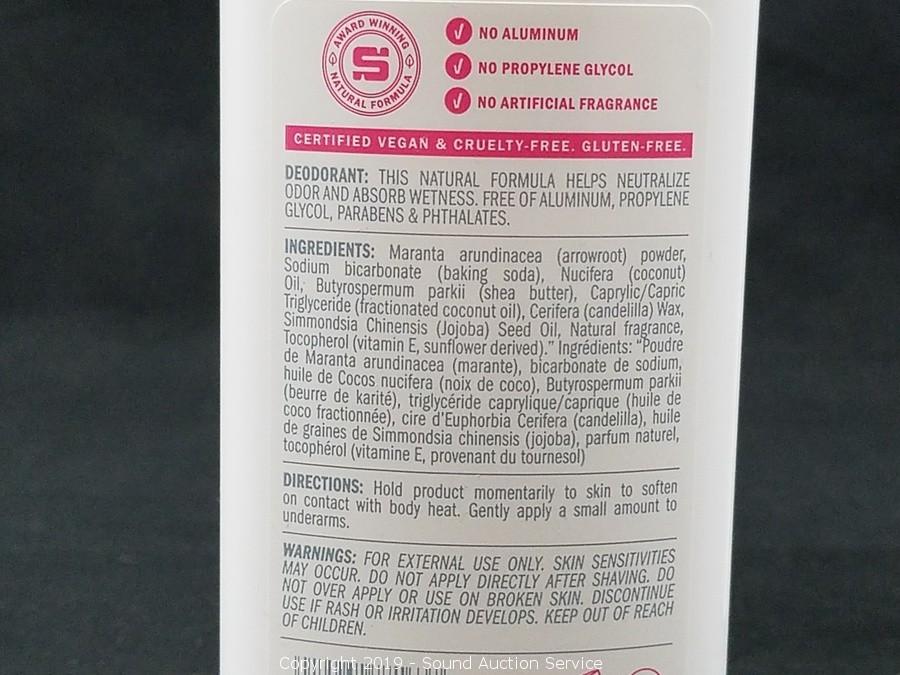 AWARD WINNING
S
NATURAL FORMULA
NO ALUMINUM
NO PROPYLENE GLYCOL
NO ARTIFICIAL FRAGRANCE
CERTIFIED VEGAN & CRUELTY-FREE. GLUTEN-FREE.
DEODORANT: THIS NATURAL FORMULA HELPS NEUTRALIZE
ODOR AND ABSORB WETNESS. FREE OF ALUMINUM, PROPYLENE
GLYCOL, PARABENS & PHTHALATES.
INGREDIENTS: Maranta arundinacea (arrowroot) powder,
Sodium bicarbonate (baking soda), Nucifera (coconut)
Oil, Butyrospermum parkii (shea butter), Caprylic/Capric
Triglyceride (fractionated coconut oil), Cerifera (candelilla) Wax,
Simmondsia Chinensis (Jojoba) Seed Oil, Natural fragrance,
Tocopherol (vitamin E, sunflower derived)." Ingrédients: "Poudre
de Maranta arundinacea (marante), bicarbonate de sodium,
huile de Cocos nucifera (noix de coco), Butyrospermum parkii
(beurre de karité), triglycéride caprylique/caprique (huile de
coco fractionnée), cire d'Euphorbia Cerifera (candelilla), huile
de graines de Simmondsia chinensis (jojoba), parfum naturel,
tocophérol (vitamine E, provenant du tournesol)
DIRECTIONS: Hold product momentarily to skin to soften
on contact with body heat. Gently apply a small amount to
underarms.
WARNINGS: FOR EXTERNAL USE ONLY. SKIN SENSITIVITIES
MAY OCCUR. DO NOT APPLY DIRECTLY AFTER SHAVING. DO
NOT OVER APPLY OR USE ON BROKEN SKIN. DISCONTINUE
USE IF RASH OR IRRITATION DEVELOPS. KEEP OUT OF REACH
OF CHILDREN.
Copyright 2019 - Sound Auction Service